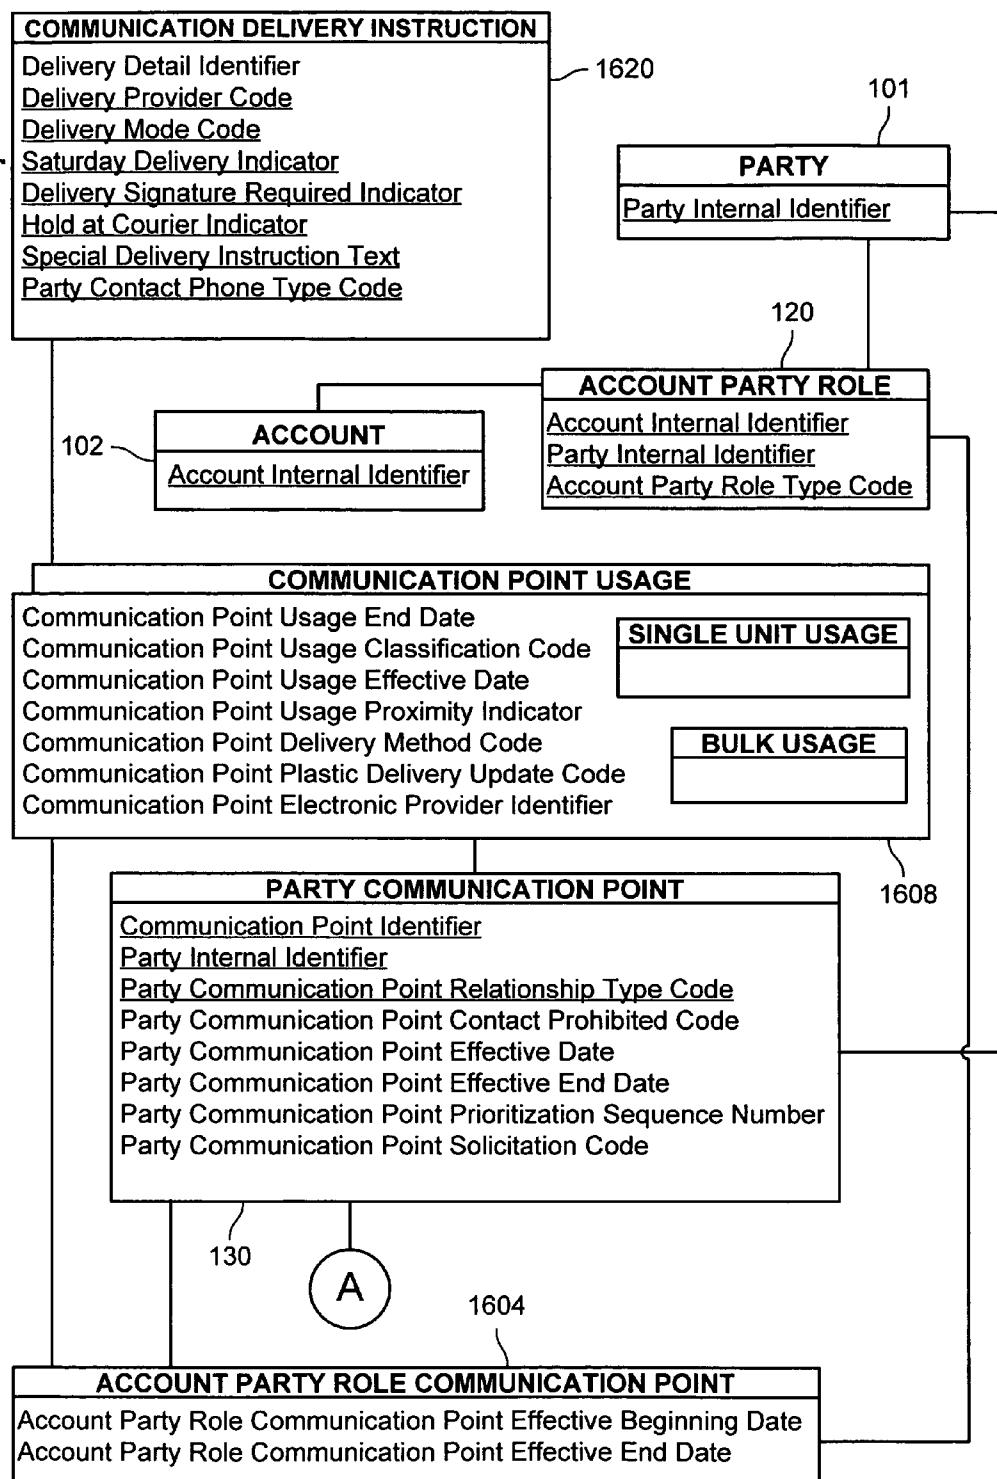 COMMUNICATION DELIVERY INSTRUCTION
Delivery Detail Identifier
Delivery Provider Code
Delivery Mode Code
Saturday Delivery Indicator
Delivery Signature Required Indicator
Hold at Courier Indicator
Special Delivery Instruction Text
Party Contact Phone Type Code
1620
101
PARTY
Party Internal Identifier
120
ACCOUNT PARTY ROLE
Account Internal Identifier
Party Internal Identifier
Account Party Role Type Code
102
ACCOUNT
Account Internal Identifier
COMMUNICATION POINT USAGE
Communication Point Usage End Date
Communication Point Usage Classification Code
Communication Point Usage Effective Date
Communication Point Usage Proximity Indicator
Communication Point Delivery Method Code
Communication Point Plastic Delivery Update Code
Communication Point Electronic Provider Identifier
SINGLE UNIT USAGE
BULK USAGE
1608
PARTY COMMUNICATION POINT
Communication Point Identifier
Party Internal Identifier
Party Communication Point Relationship Type Code
Party Communication Point Contact Prohibited Code
Party Communication Point Effective Date
Party Communication Point Effective End Date
Party Communication Point Prioritization Sequence Number
Party Communication Point Solicitation Code
130
A
1604
ACCOUNT PARTY ROLE COMMUNICATION POINT
Account Party Role Communication Point Effective Beginning Date
Account Party Role Communication Point Effective End Date